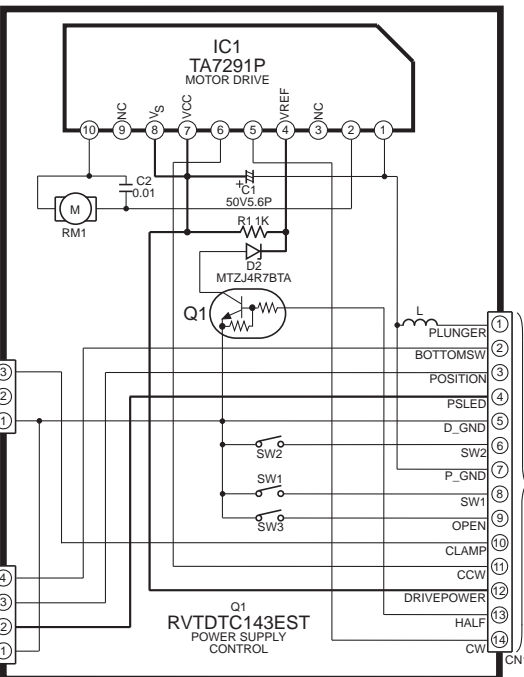 IC1
TA7291P
MOTOR DRIVE
NC
VS
VCC
VREF
NC
10 9 8 7 6 5 4 3 2 1
C2
0.01
+
C1
50V5.6P
M
RM1
R1 1K
D2
MTZJ4R7BTA
Q1
L
1
PLUNGER
2
BOTTOMSW
3
POSITION
4
PSLED
5
D_GND
6
SW2
7
P_GND
8
SW1
9
OPEN
10
CLAMP
11
CCW
12
DRIVEPOWER
13
HALF
14
CW
CN1
3
2
1
SW2
SW1
SW3
4
3
2
1
Q1
RVTDTC143EST
POWER SUPPLY
CONTROL